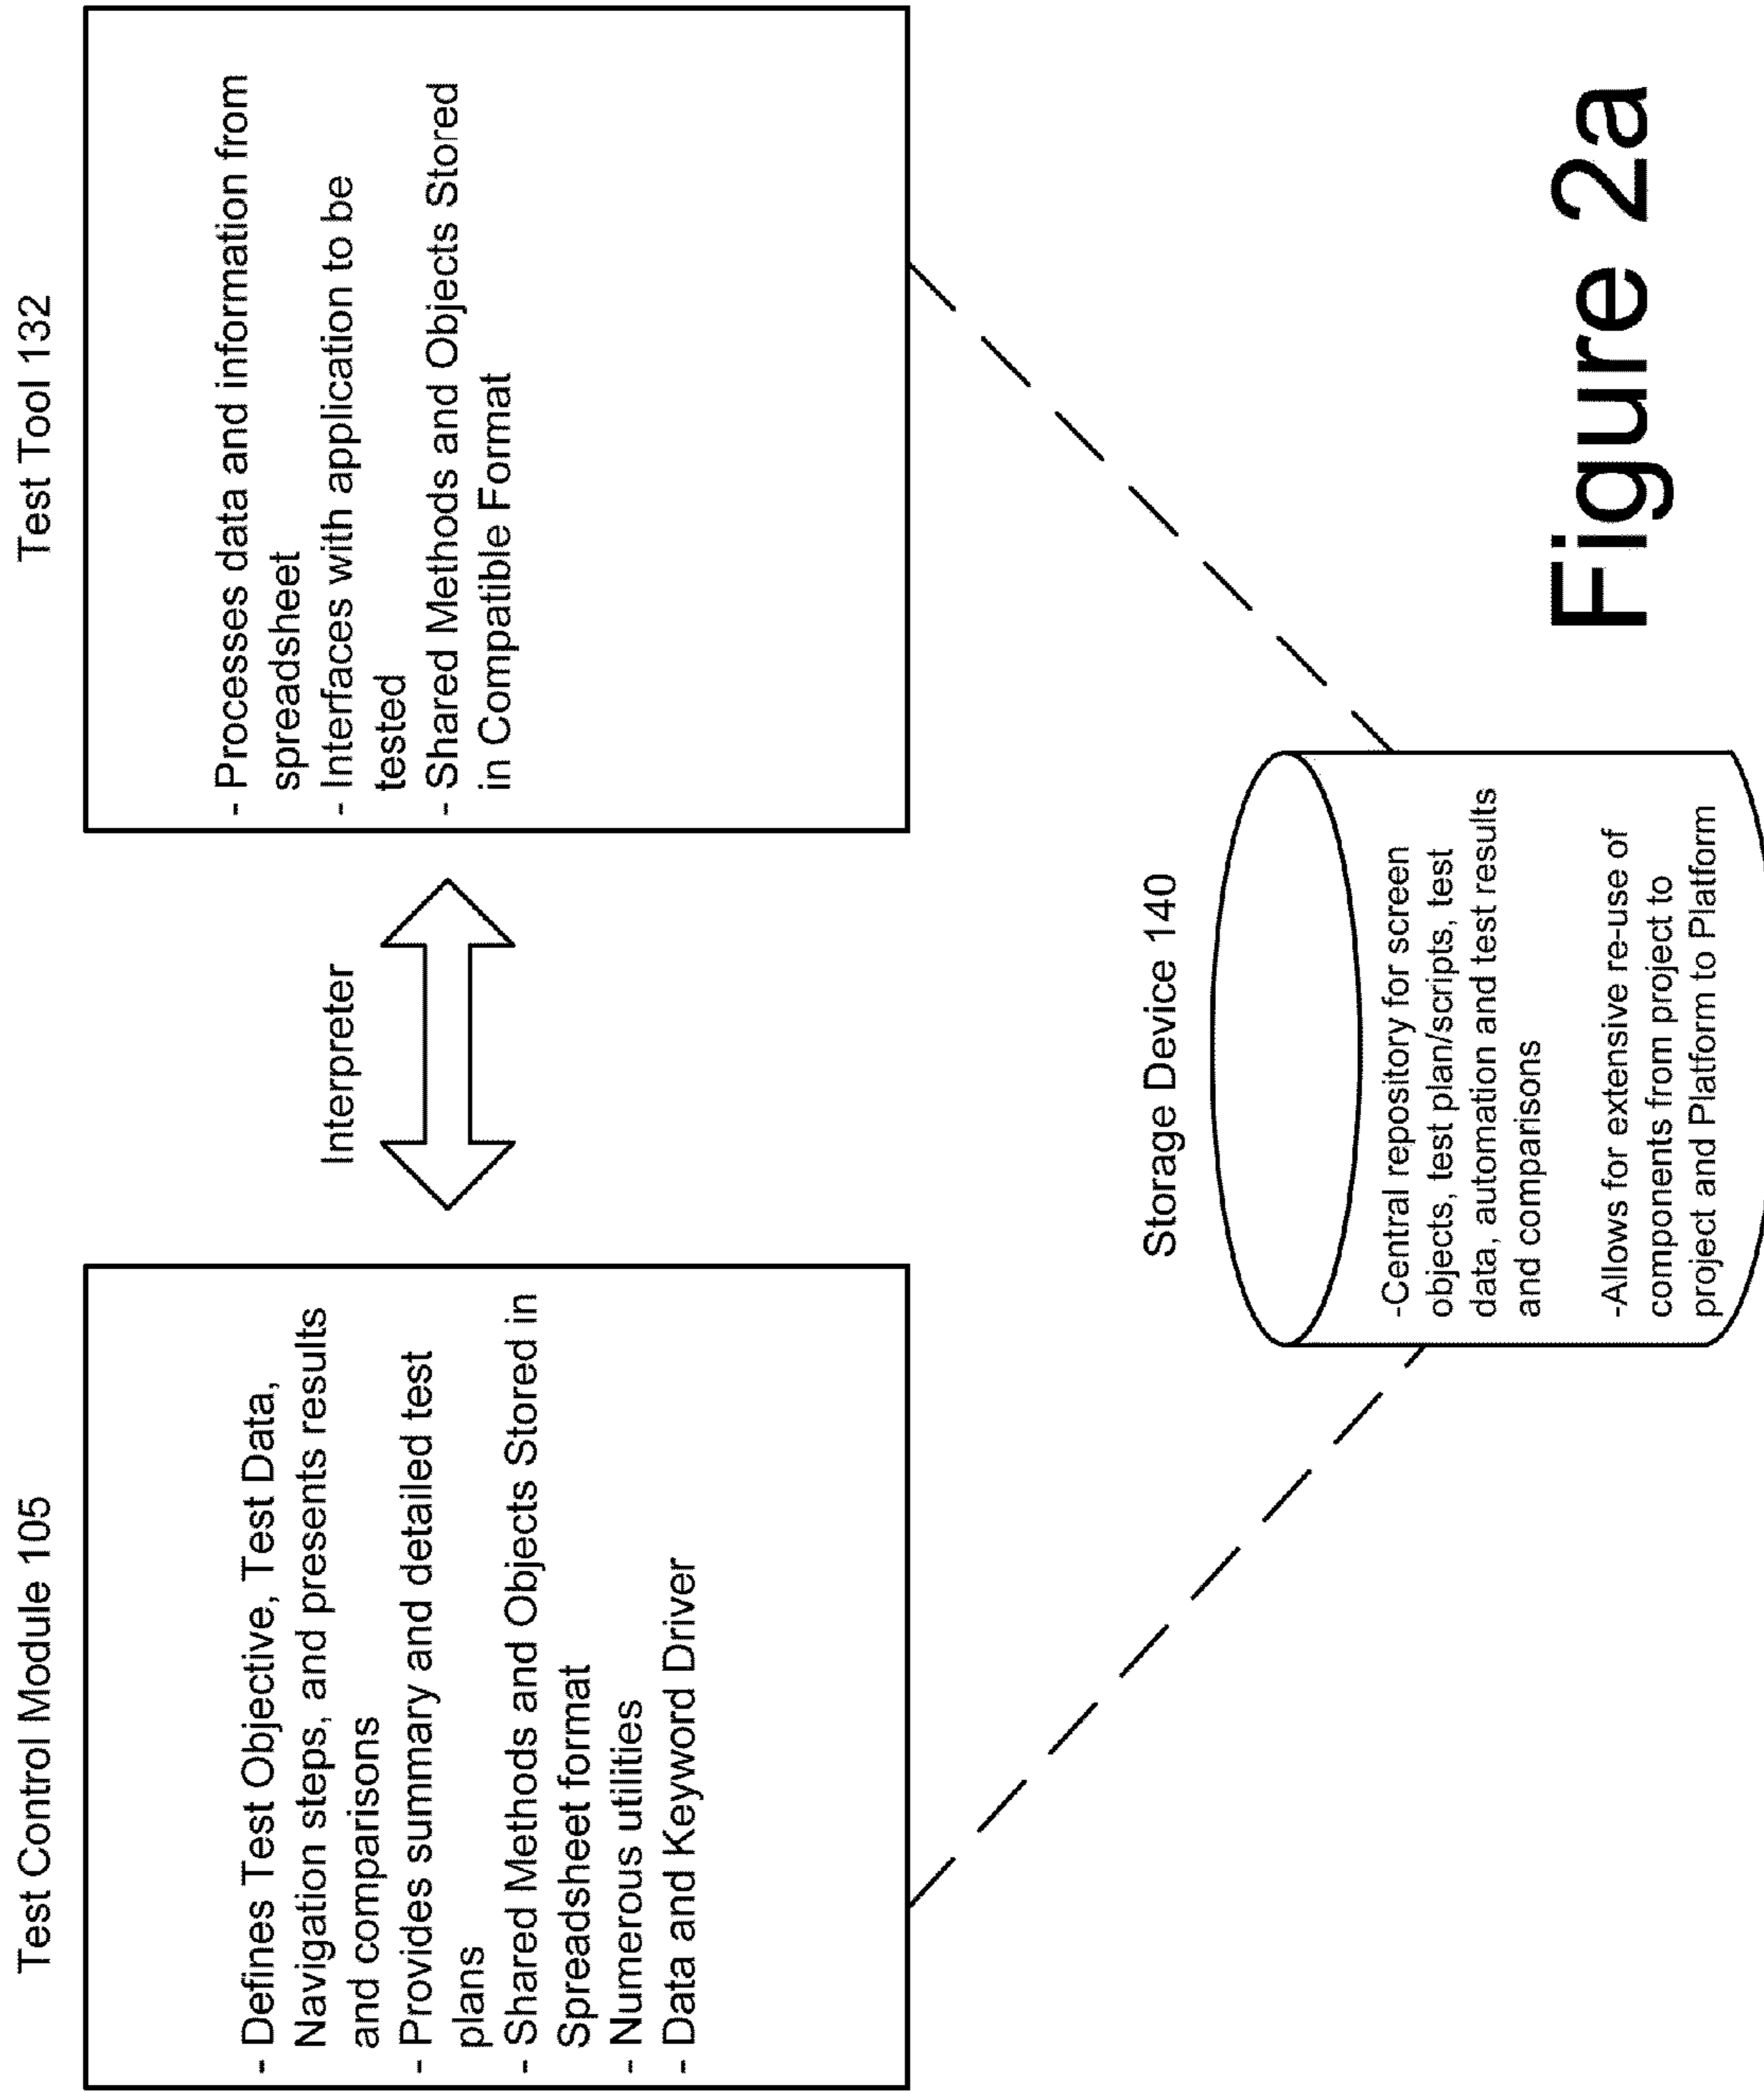 Test Control Module 105
- Defines Test Objective, Test Data,
Navigation steps, and presents results
and comparisons
- Provides summary and detailed test
plans
- Shared Methods and Objects Stored in
Spreadsheet format
- Numerous utilities
- Data and Keyword Driver
Interpreter
Test Tool 132
- Processes data and information from
spreadsheet
- Interfaces with application to be
tested
- Shared Methods and Objects Stored
in Compatible Format
Storage Device 140
-Central repository for screen
objects, test plan/scripts, test
data, automation and test results
and comparisons
-Allows for extensive re-use of
components from project to
project and Platform to Platform
Figure 2a